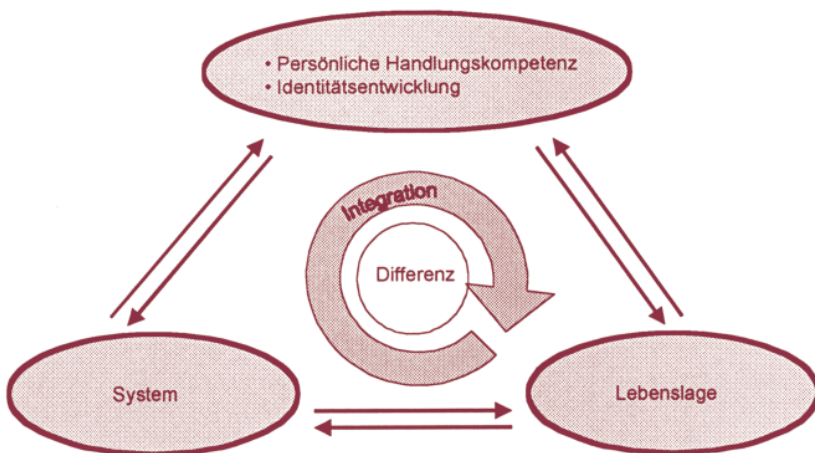 • Persönliche Handlungskompetenz
• Identitätsentwicklung
Integration
Differenz
System
Lebenslage